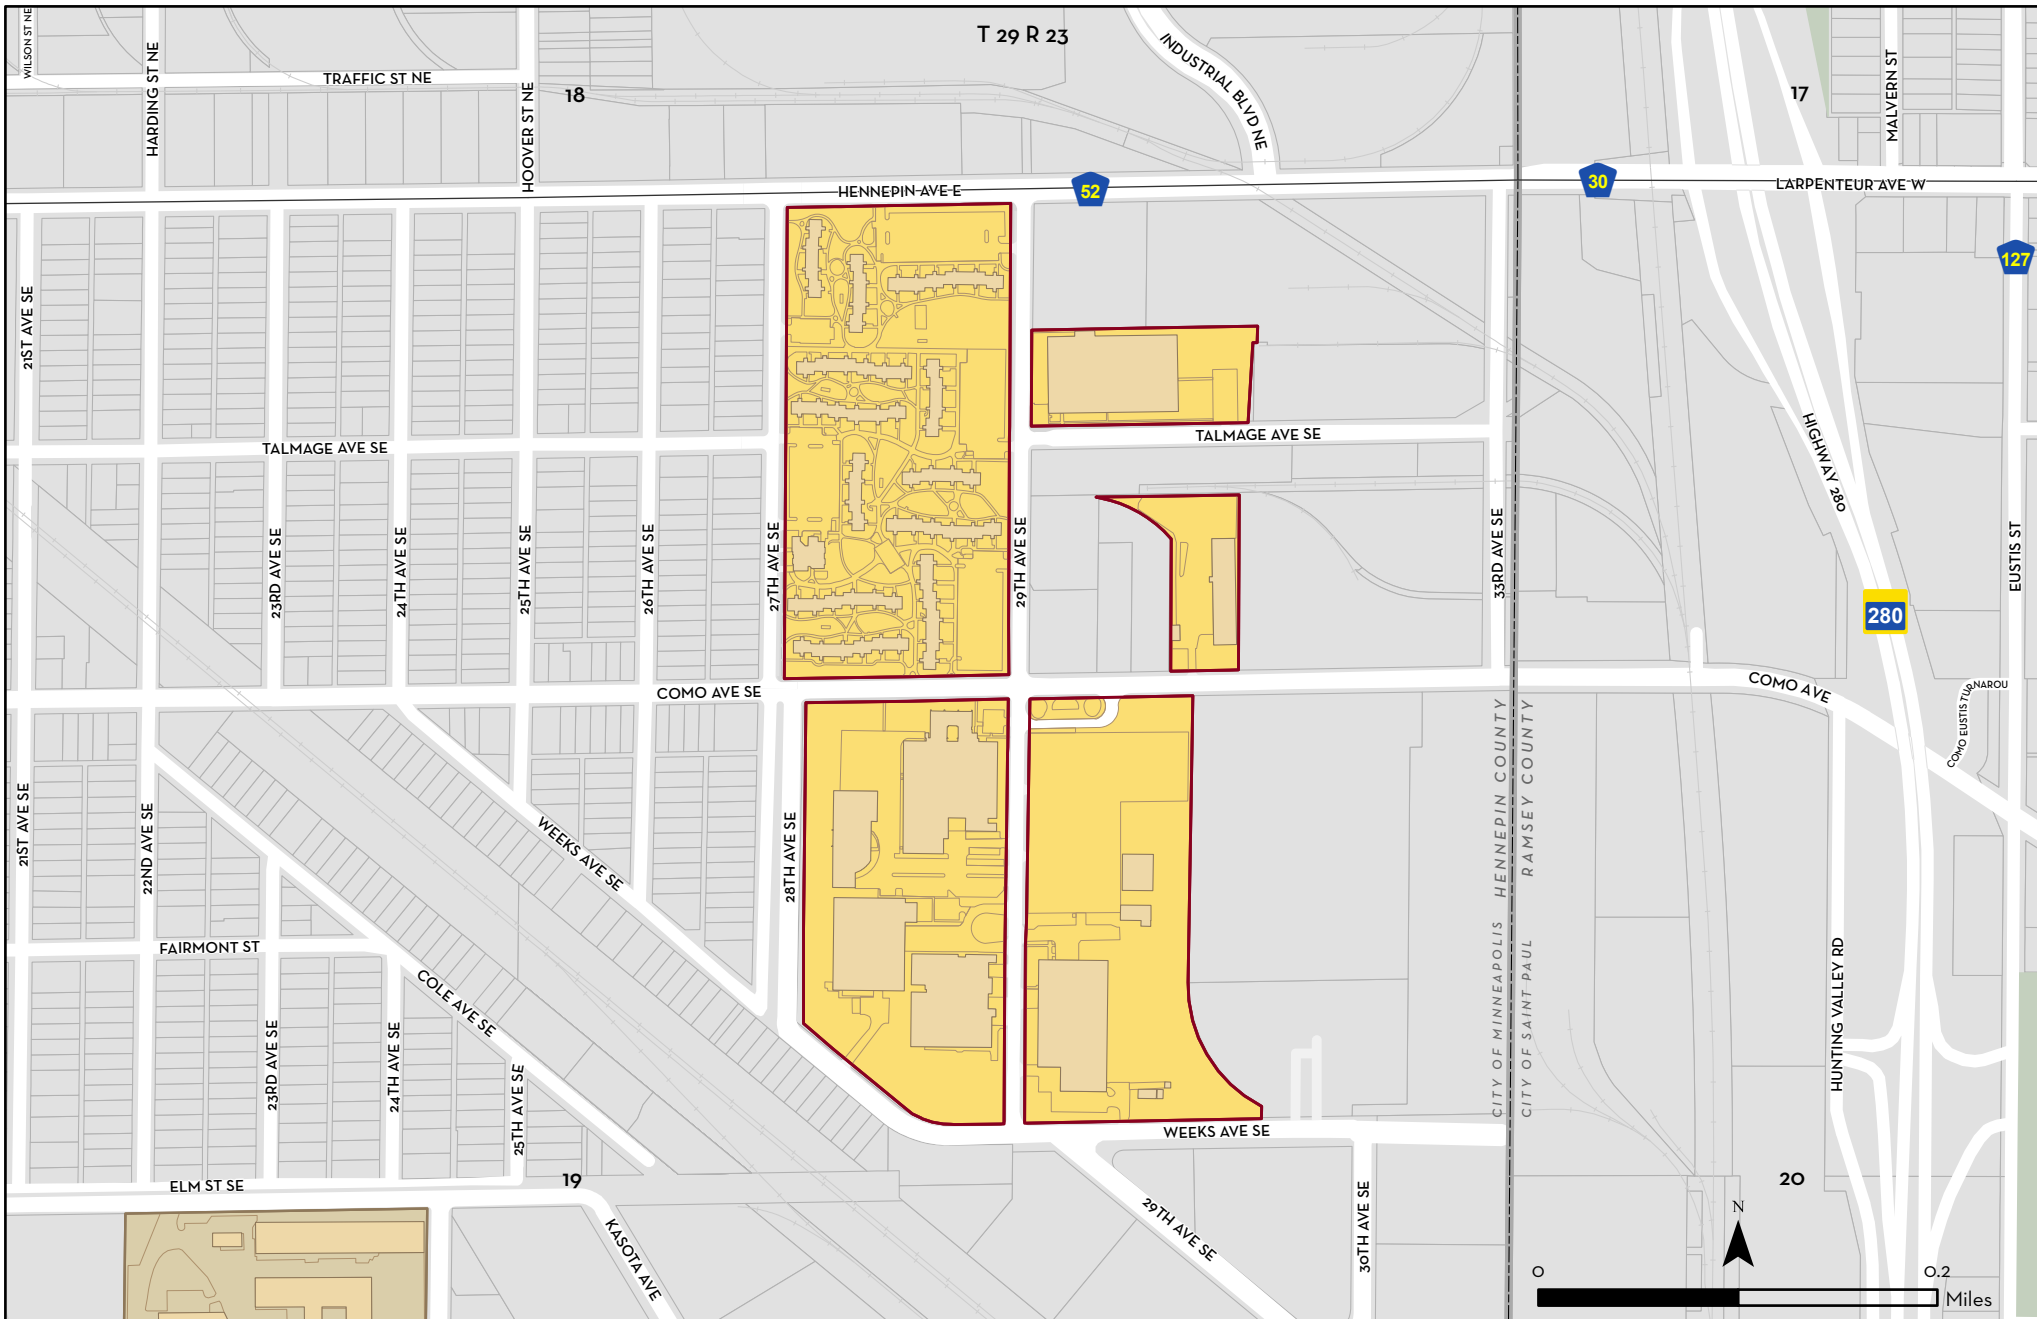 T 29 R 23
WILSON ST NE
HARDING ST NE
TRAFFIC ST NE
HOOVER ST NE
18
INDUSTRIAL BLVD NE
17
MALVERN ST
HENNEPIN AVE E
52
30
LARPENTEUR AVE W
127
21ST AVE SE
TALMAGE AVE SE
TALMAGE AVE SE
HIGHWAY 280
23RD AVE SE
24TH AVE SE
25TH AVE SE
26TH AVE SE
27TH AVE SE
29TH AVE SE
33RD AVE SE
EUSTIS ST
280
COMO AVE SE
COMO AVE
COMO EUSTIS TURNAROU
HENNEPIN COUNTY
RAMSEY COUNTY
21ST AVE SE
22ND AVE SE
WEEKS AVE SE
28TH AVE SE
FAIRMONT ST
COLE AVE SE
CITY OF MINNEAPOLIS
CITY OF SAINT PAUL
HUNTING VALLEY RD
23RD AVE SE
24TH AVE SE
25TH AVE SE
WEEKS AVE SE
19
20
ELM ST SE
KASOTA AVE
29TH AVE SE
30TH AVE SE
N
0
0.2
Miles